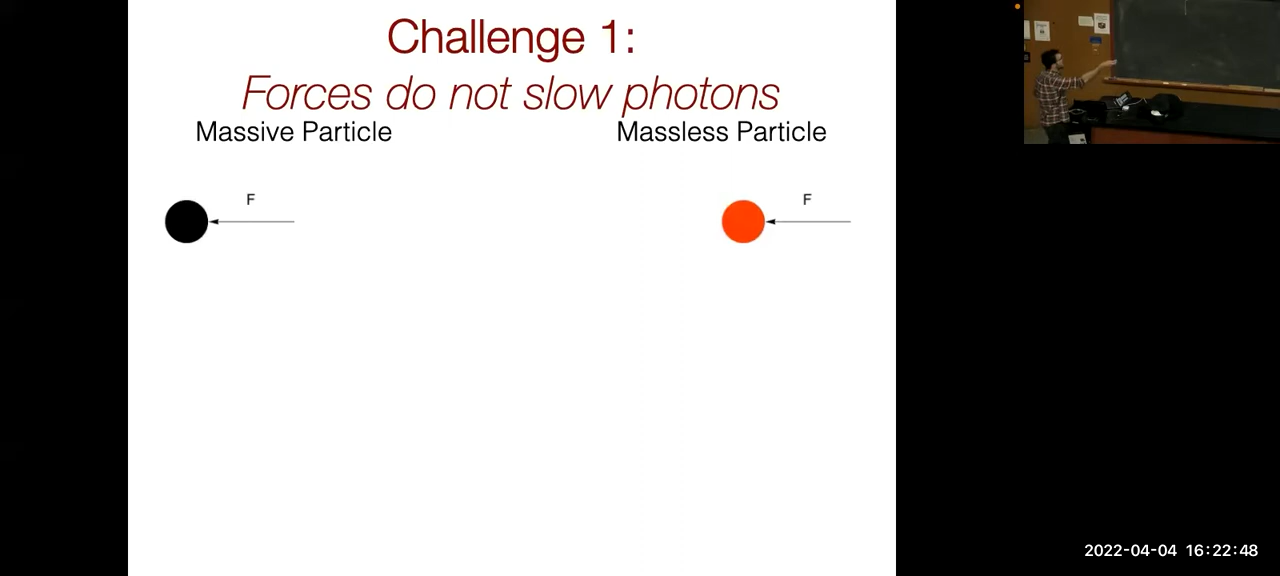 Challenge 1:
Forces do not slow photons
Massive Particle
Massless Particle
F
F
2022-04-04 16:22:48